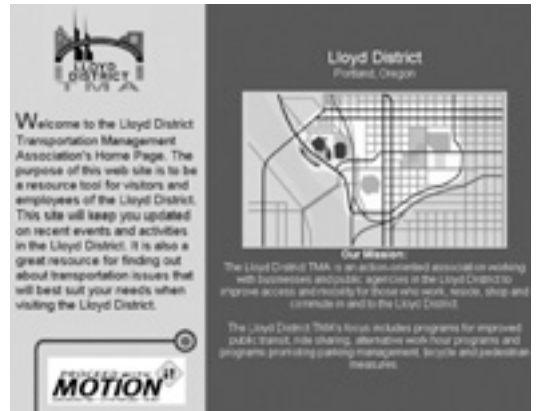 LLOYD
DISTRICT
TMA
Welcome to the Lloyd District
Transportation Management
Association's Home Page. The
purpose of this web site is to be
a resource tool for visitors and
employees of the Lloyd District.
This site will keep you updated
on recent events and activities
in the Lloyd District. It is also a
great resource for finding out
about transportation issues that
will best suit your needs when
visiting the Lloyd District.
PROCEED WITH
MOTION
Lloyd District
Portland, Oregon
Our Mission:
The Lloyd District TMA is an action-oriented association working
with businesses and public agencies in the Lloyd District to
improve access and mobility for those who work, reside, shop and
commute in and to the Lloyd District.
The Lloyd District TMA's focus includes programs for improved
public transit, ride sharing, alternative work hour programs and
programs promoting parking management, bicycle and pedestrian
measures.